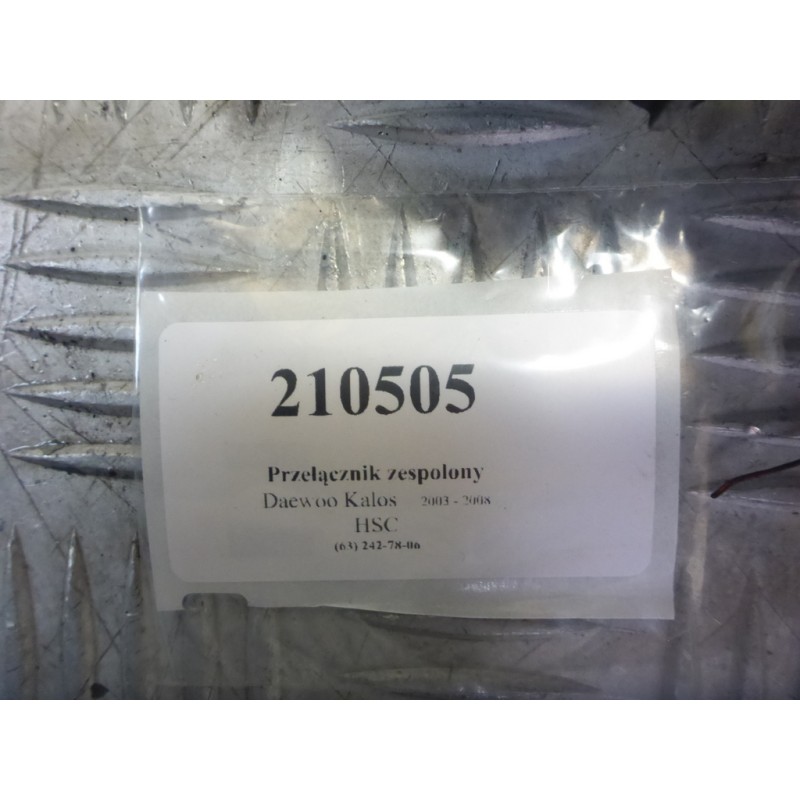 210505
Przełącznik zespolony
Daewoo Kalos 2003 - 2008
HSC
(63) 242-78-06